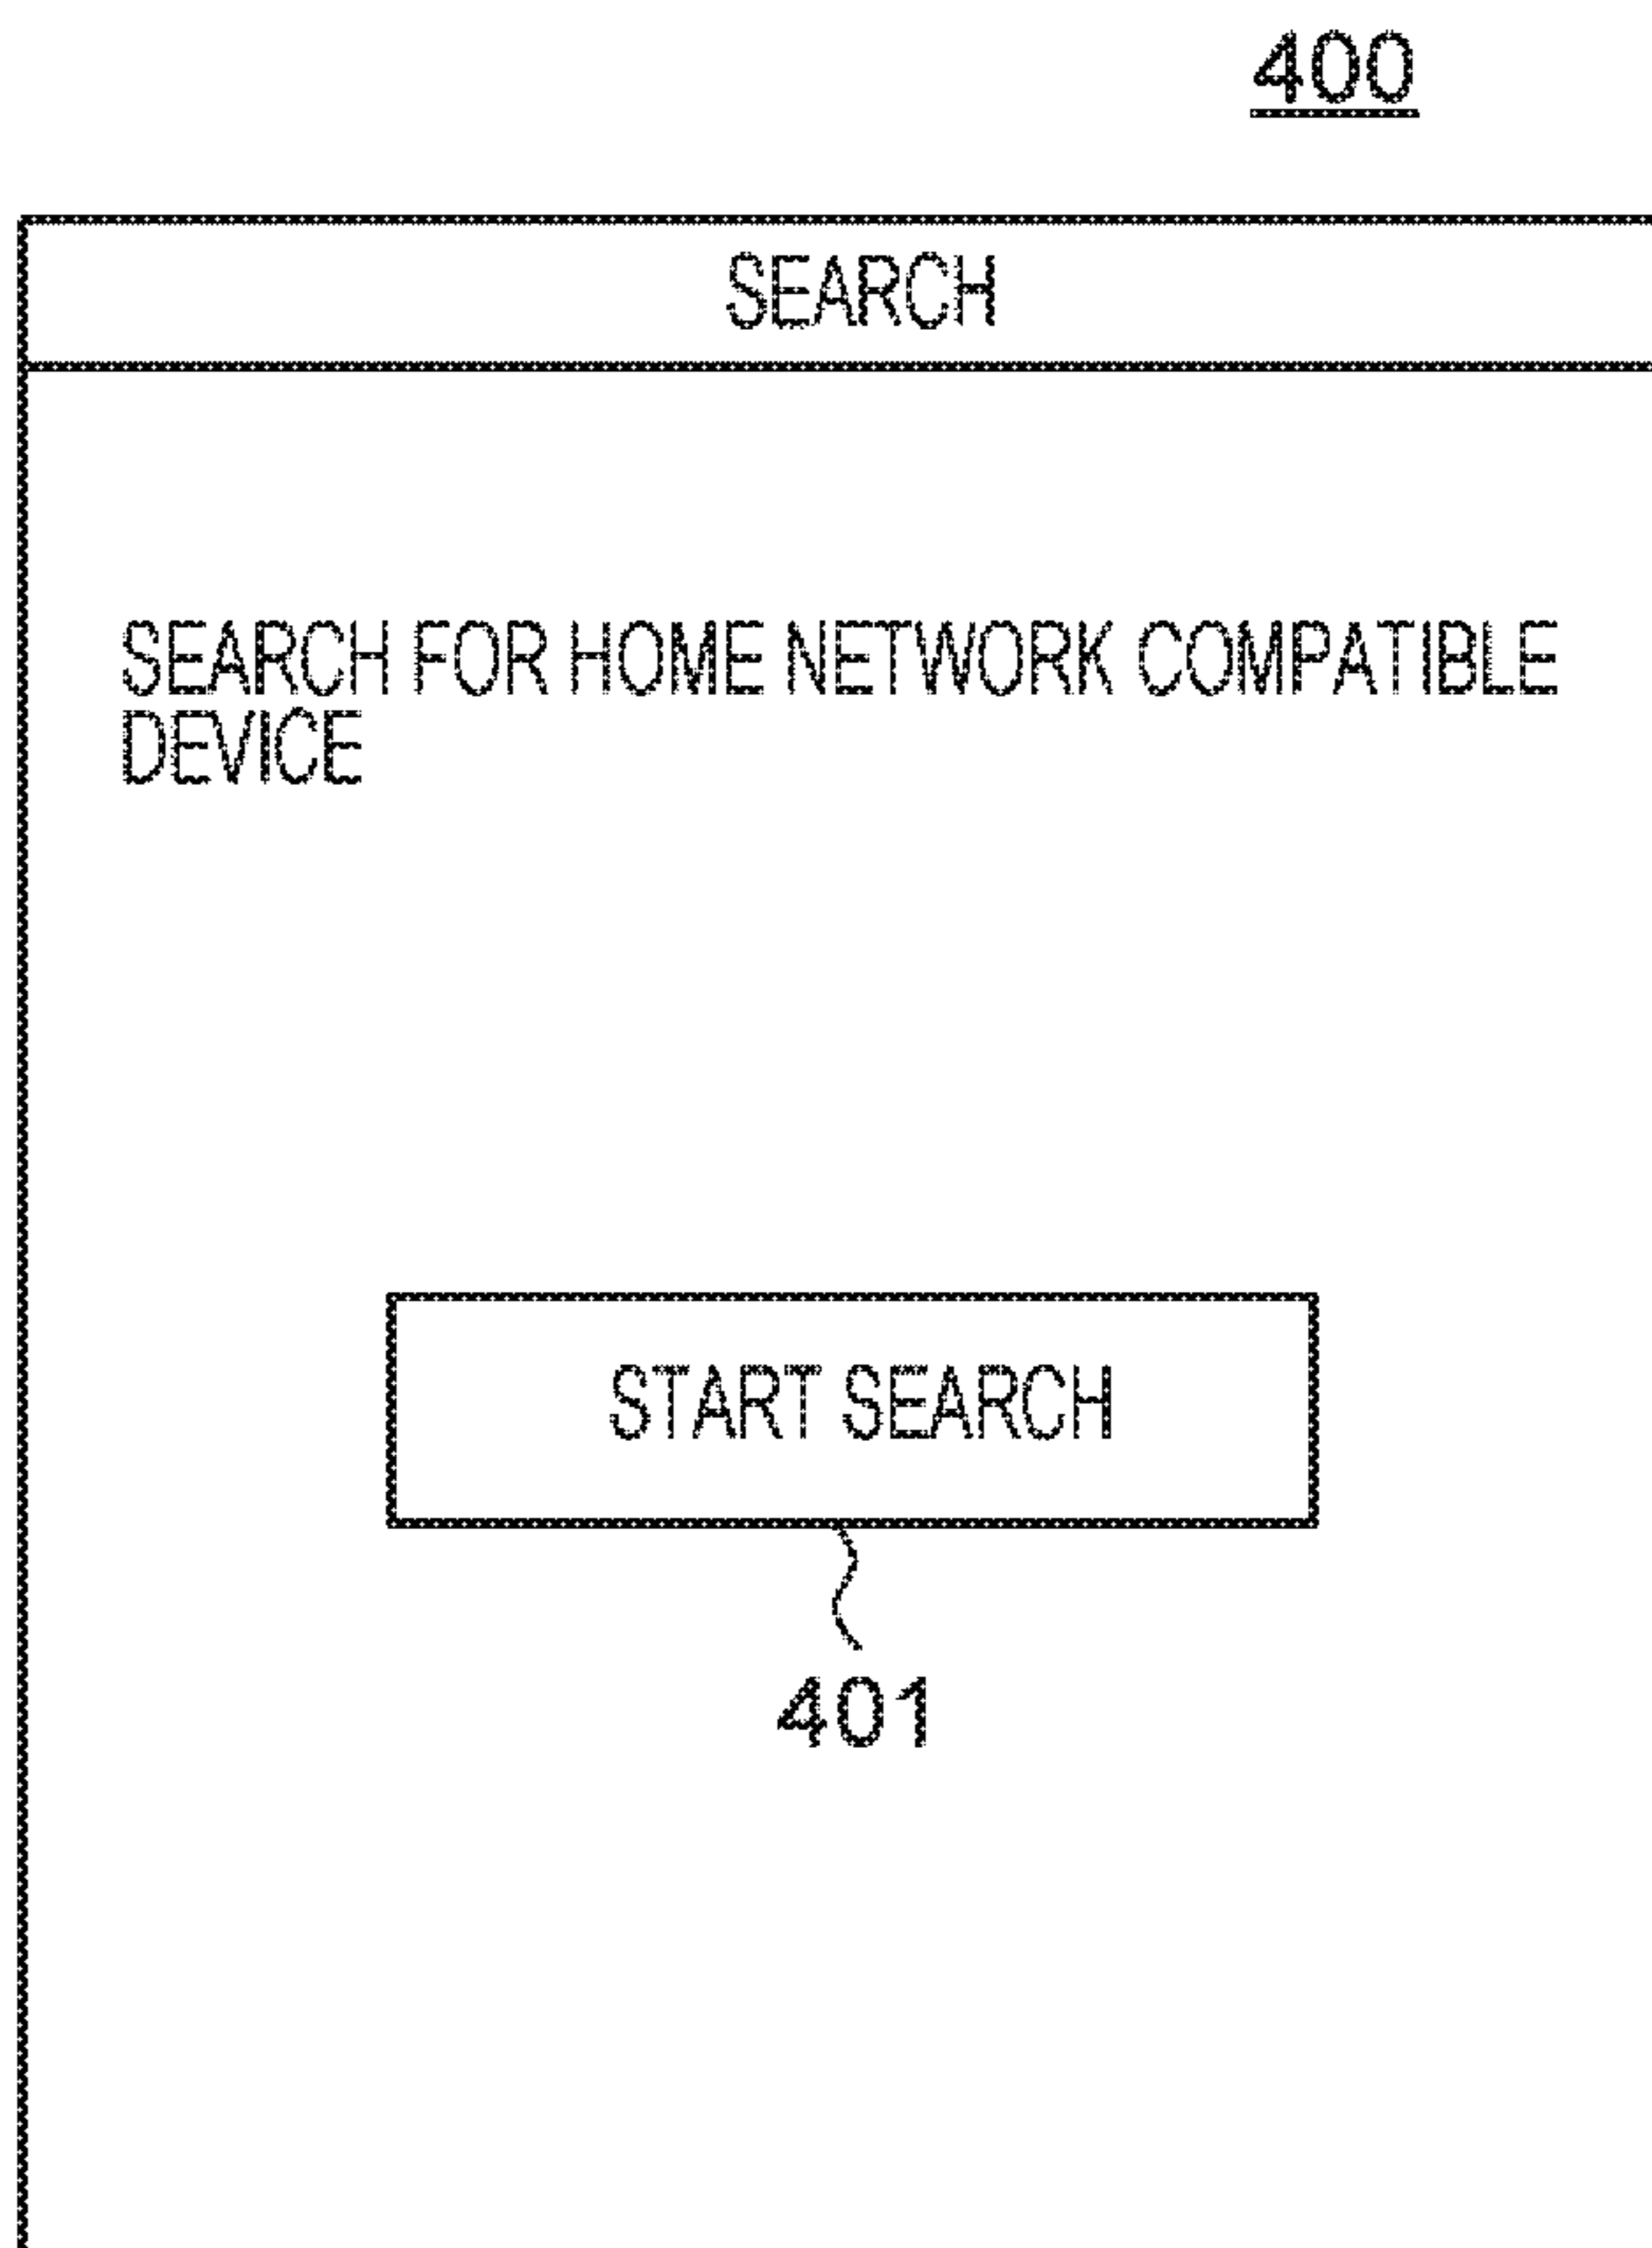 400
SEARCH
SEARCH FOR HOME NETWORK COMPATIBLE
DEVICE
START SEARCH
401